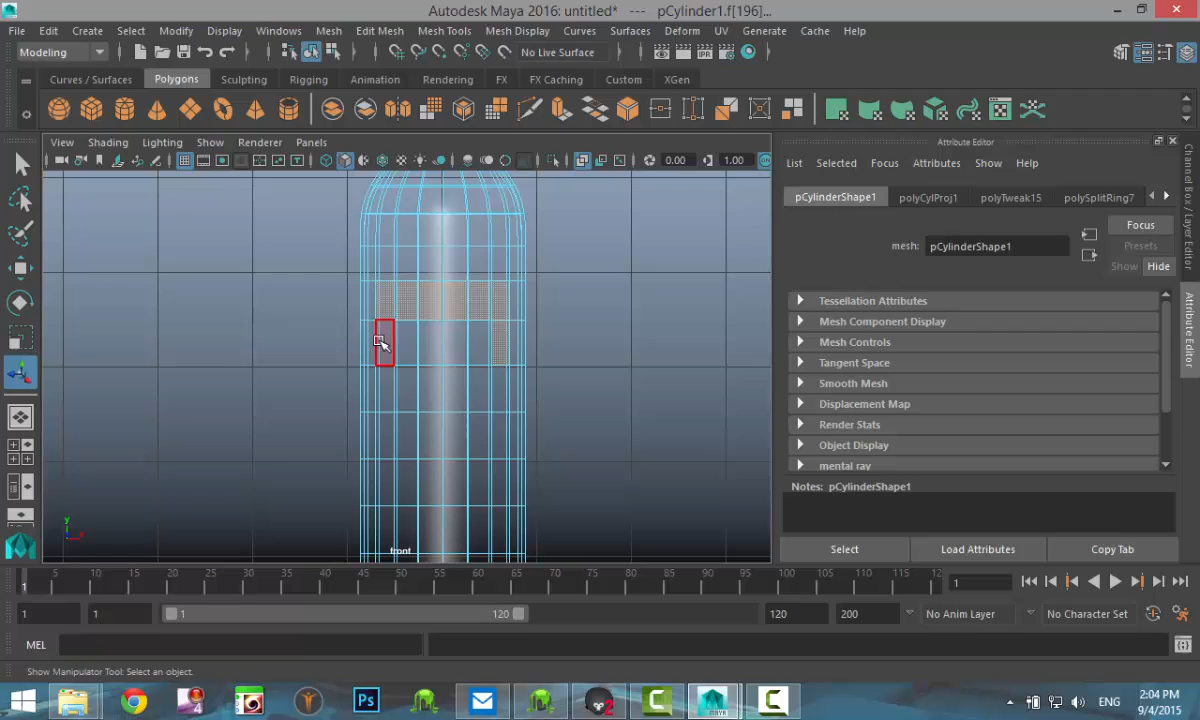 Autodesk Maya 2016: untitled*   ---   pCylinder1.f[196]...
File Edit Create Select Modify Display Windows Mesh Edit Mesh Mesh Tools Mesh Display Curves Surfaces Deform UV Generate Cache Help
Modeling No Live Surface
Curves / Surfaces Polygons Sculpting Rigging Animation Rendering FX FX Caching Custom XGen
View Shading Lighting Show Renderer Panels
0.00 1.00
Attribute Editor
List Selected Focus Attributes Show Help
pCylinderShape1 polyCylProj1 polyTweak15 polySplitRing7
Focus
mesh: pCylinderShape1 Presets
Show Hide
Tessellation Attributes
Mesh Component Display
Mesh Controls
Tangent Space
Smooth Mesh
Displacement Map
Render Stats
Object Display
mental ray
Notes: pCylinderShape1
Select Load Attributes Copy Tab
Channel Box / Layer Editor
Attribute Editor
y
x
front
5 10 15 20 25 30 35 40 45 50 55 60 65 70 75 80 85 90 95 100 105 110 115 12
1 1
1 1 1 120 120 200 No Anim Layer No Character Set
MEL
Show Manipulator Tool: Select an object.
ENG 2:04 PM
9/4/2015